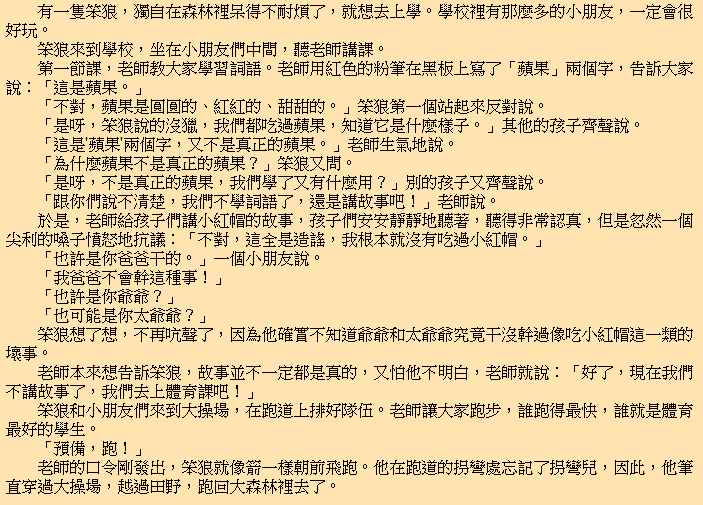 有一隻笨狼，獨自在森林裡呆得不耐煩了，就想去上學。學校裡有那麼多的小朋友，一定會很
好玩。
笨狼來到學校，坐在小朋友們中間，聽老師講課。
第一節課，老師教大家學習詞語。老師用紅色的粉筆在黑板上寫了「蘋果」兩個字，告訴大家
說：「這是蘋果。」
「不對，蘋果是圓圓的、紅紅的、甜甜的。」笨狼第一個站起來反對說。
「是呀，笨狼說的沒獵，我們都吃過蘋果，知道它是什麼樣子。」其他的孩子齊聲說。
「這是'蘋果'兩個字，又不是真正的蘋果。」老師生氣地說。
「為什麼蘋果不是真正的蘋果？」笨狼又問。
「是呀，不是真正的蘋果，我們學了又有什麼用？」別的孩子又齊聲說。
「跟你們說不清楚，我們不學詞語了，還是講故事吧！」老師說。
於是，老師給孩子們講小紅帽的故事，孩子們安安靜靜地聽著，聽得非常認真，但是忽然一個
尖利的嗓子憤怒地抗議：「不對，這全是造謠，我根本就沒有吃過小紅帽。」
「也許是你爸爸干的。」一個小朋友說。
「我爸爸不會幹這種事！」
「也許是你爺爺？」
「也可能是你太爺爺？」
笨狼想了想，不再吭聲了，因為他確實不知道爺爺和太爺爺究竟干沒幹過像吃小紅帽這一類的
壞事。
老師本來想告訴笨狼，故事並不一定都是真的，又怕他不明白，老師就說：「好了，現在我們
不講故事了，我們去上體育課吧！」
笨狼和小朋友們來到大操場，在跑道上排好隊伍。老師讓大家跑步，誰跑得最快，誰就是體育
最好的學生。
「預備，跑！」
老師的口令剛發出，笨狼就像箭一樣朝前飛跑。他在跑道的拐彎處忘記了拐彎兒，因此，他筆
直穿過大操場，越過田野，跑回大森林裡去了。